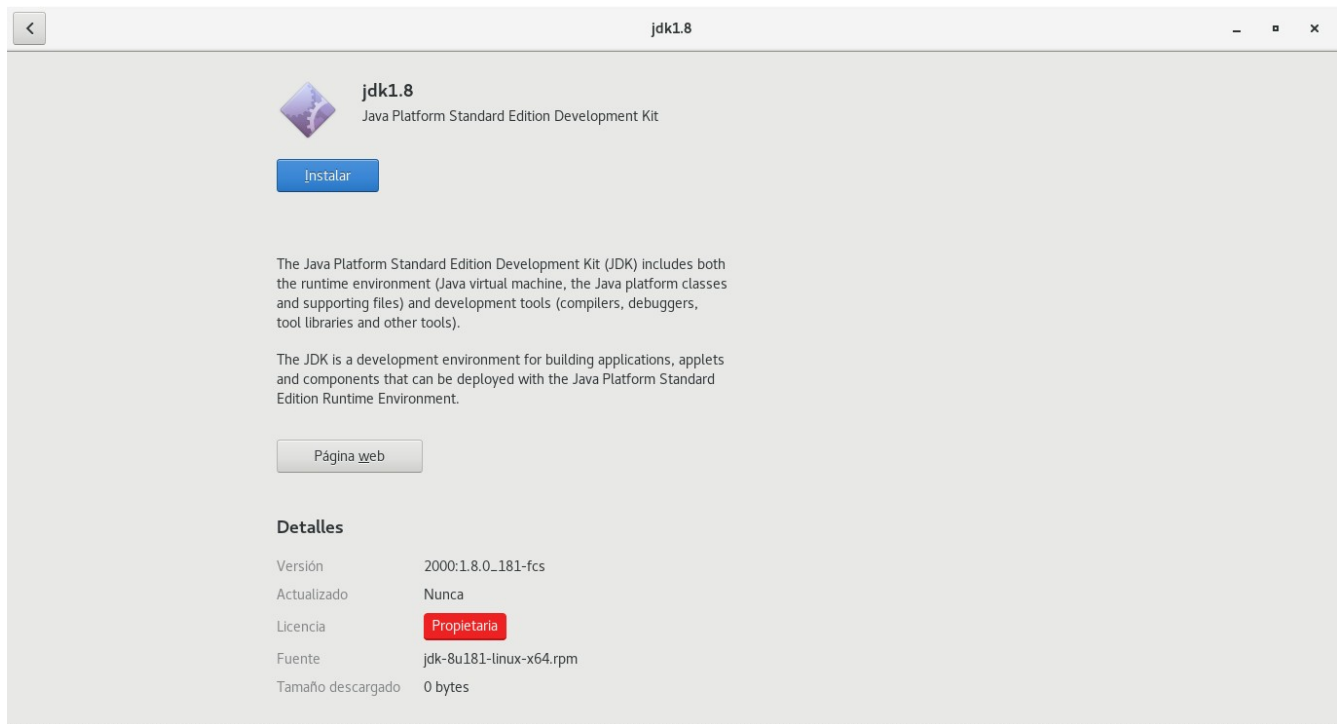 jdk1.8
jdk1.8
Java Platform Standard Edition Development Kit
Instalar
The Java Platform Standard Edition Development Kit (JDK) includes both
the runtime environment (Java virtual machine, the Java platform classes
and supporting files) and development tools (compilers, debuggers,
tool libraries and other tools).
The JDK is a development environment for building applications, applets
and components that can be deployed with the Java Platform Standard
Edition Runtime Environment.
Página web
Detalles
Versión 2000:1.8.0_181-fcs
Actualizado Nunca
Licencia Propietaria
Fuente jdk-8u181-linux-x64.rpm
Tamaño descargado 0 bytes